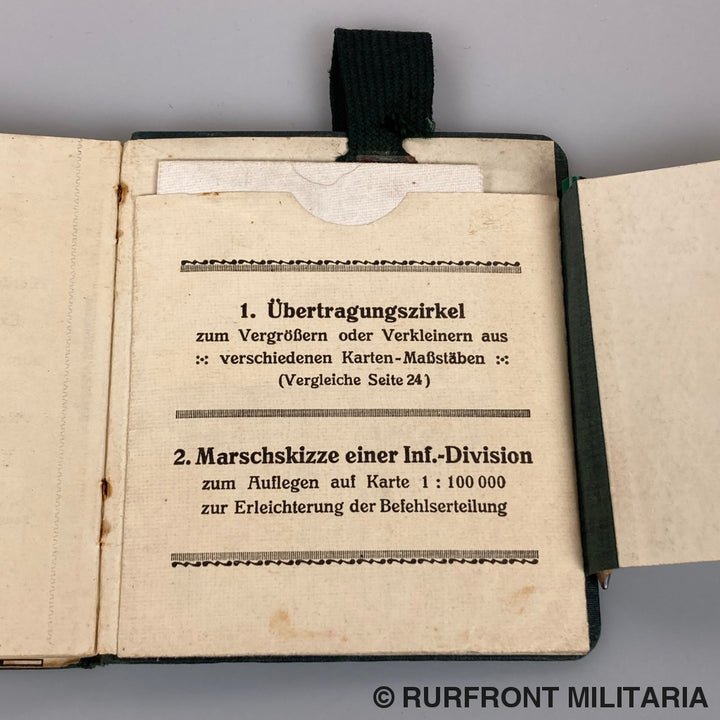 1. Übertragungszirkel
zum Vergrößern oder Verkleinern aus
verschiedenen Karten-Maßstäben
(Vergleiche Seite 24)
2. Marschskizze einer Inf.-Division
zum Auflegen auf Karte 1 : 100 000
zur Erleichterung der Befehlserteilung
© RURFRONT MILITARIA